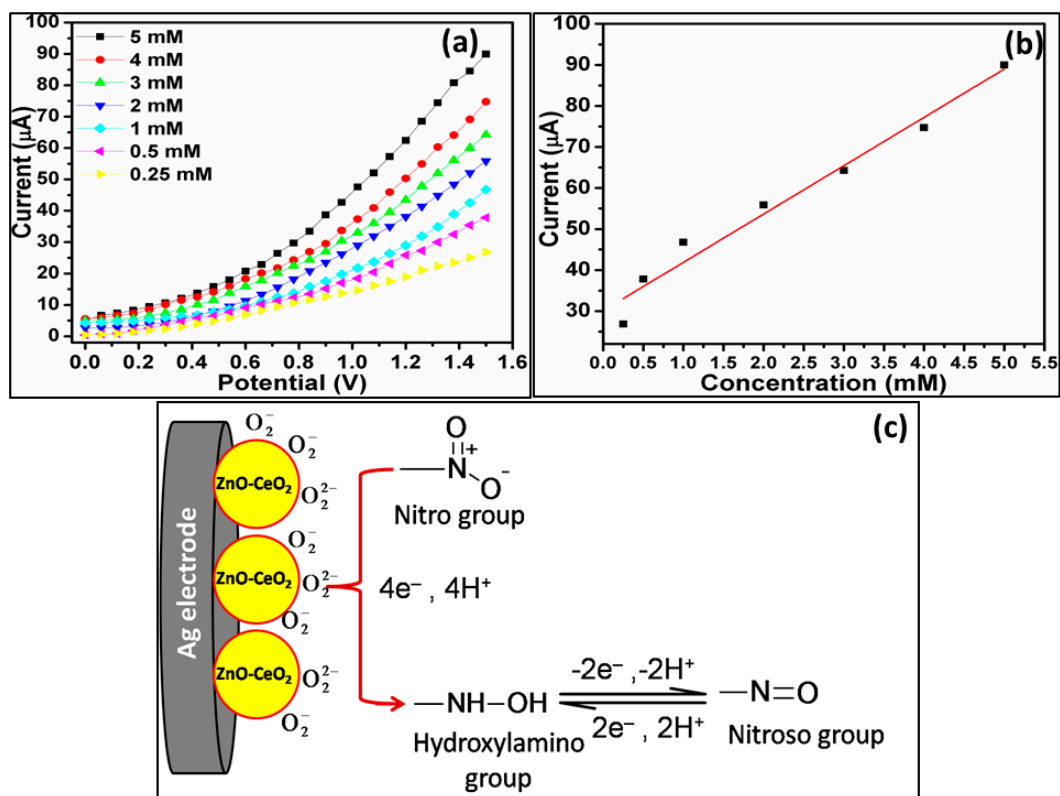 (a)
5 mM
4 mM
3 mM
2 mM
1 mM
0.5 mM
0.25 mM
Current (μA)
100
90
80
70
60
50
40
30
20
10
0
0.0 0.2 0.4 0.6 0.8 1.0 1.2 1.4 1.6
Potential (V)
(b)
Current (μA)
100
90
80
70
60
50
40
30
0.0 0.5 1.0 1.5 2.0 2.5 3.0 3.5 4.0 4.5 5.0 5.5
Concentration (mM)
(c)
Ag electrode
O₂⁻
O₂⁻
ZnO-CeO₂
O₂²⁻
O₂⁻
ZnO-CeO₂
O₂²⁻
O₂⁻
ZnO-CeO₂
O₂²⁻
O₂⁻
O
N⁺
O⁻
Nitro group
4e⁻ , 4H⁺
NH–OH
Hydroxylamino
group
-2e⁻ ,-2H⁺
2e⁻ , 2H⁺
N=O
Nitroso group